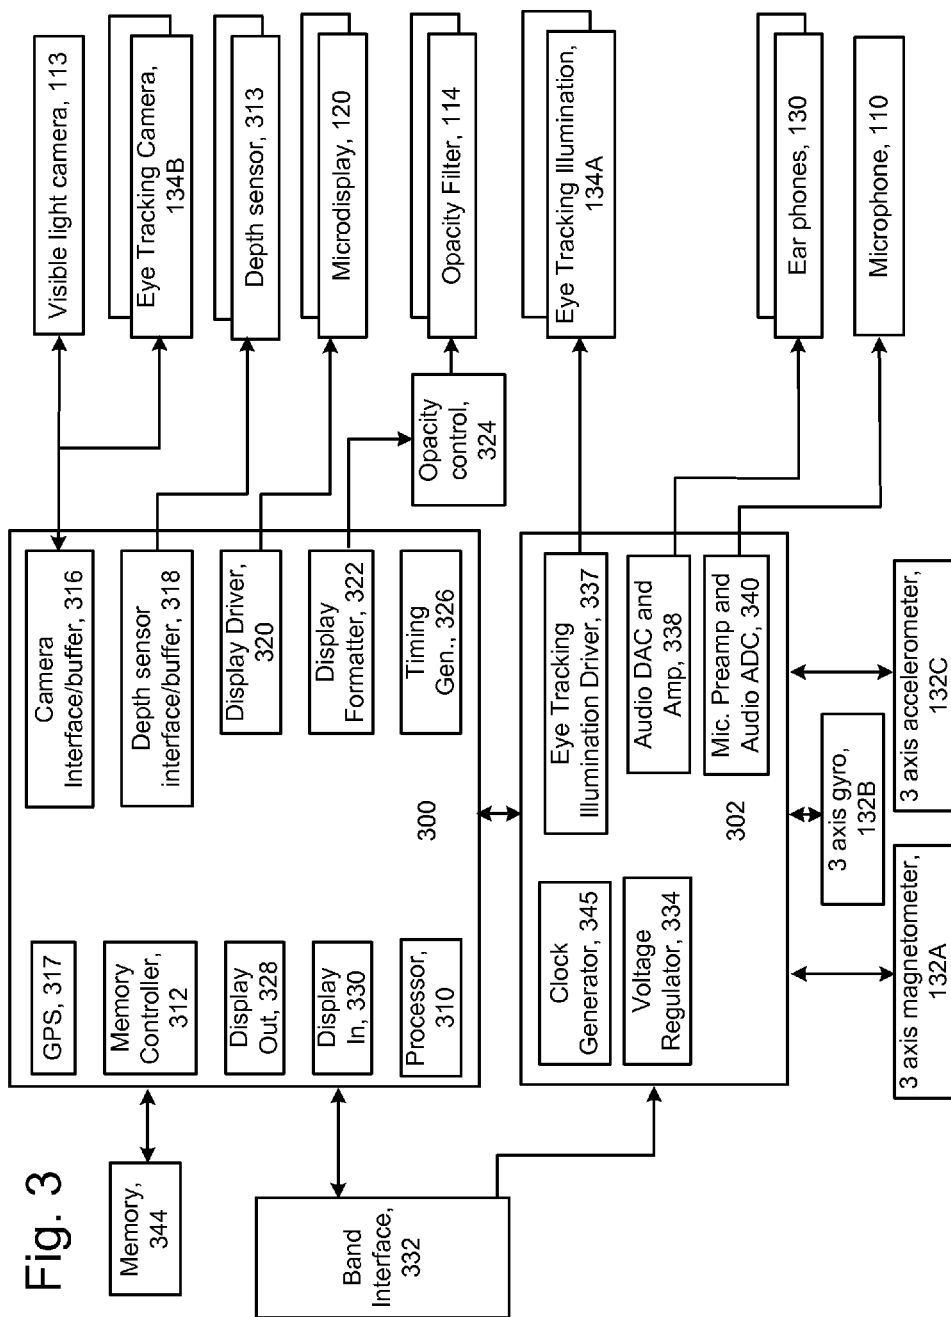 Fig. 3
Memory,
344
Band
Interface,
332
GPS, 317
Memory
Controller,
312
Display
Out, 328
Display
In, 330
Processor,
310
Camera
Interface/buffer, 316
Depth sensor
interface/buffer, 318
Display Driver,
320
Display
Formatter, 322
Timing
Gen., 326
300
Clock
Generator, 345
Voltage
Regulator, 334
Eye Tracking
Illumination Driver, 337
Audio DAC and
Amp, 338
Mic. Preamp and
Audio ADC, 340
302
3 axis magnetometer,
132A
3 axis gyro,
132B
3 axis accelerometer,
132C
Visible light camera, 113
Eye Tracking Camera,
134B
Depth sensor, 313
Microdisplay, 120
Opacity
control,
324
Opacity Filter, 114
Eye Tracking Illumination,
134A
Ear phones, 130
Microphone, 110